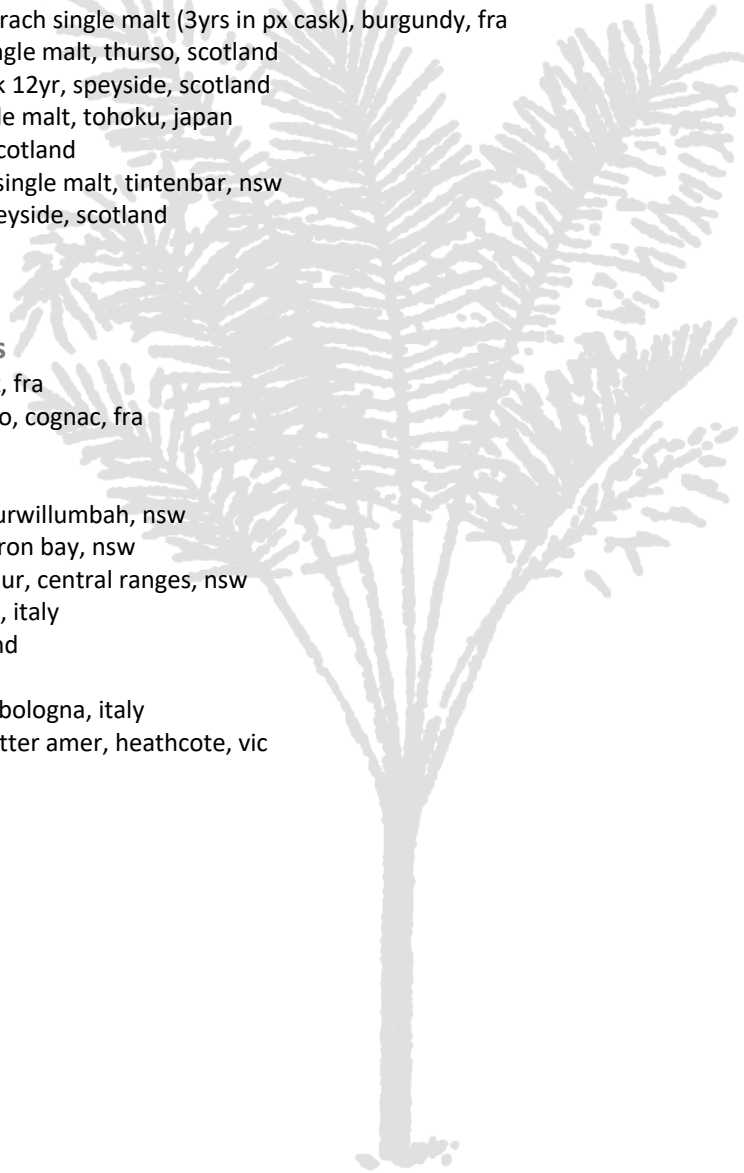 rach single malt (3yrs in px cask), burgundy, fra
ngle malt, thurso, scotland
k 12yr, speyside, scotland
le malt, tohoku, japan
cotland
single malt, tintenbar, nsw
eyside, scotland
s
, fra
o, cognac, fra
urwillumbah, nsw
ron bay, nsw
ur, central ranges, nsw
, italy
nd
bologna, italy
tter amer, heathcote, vic